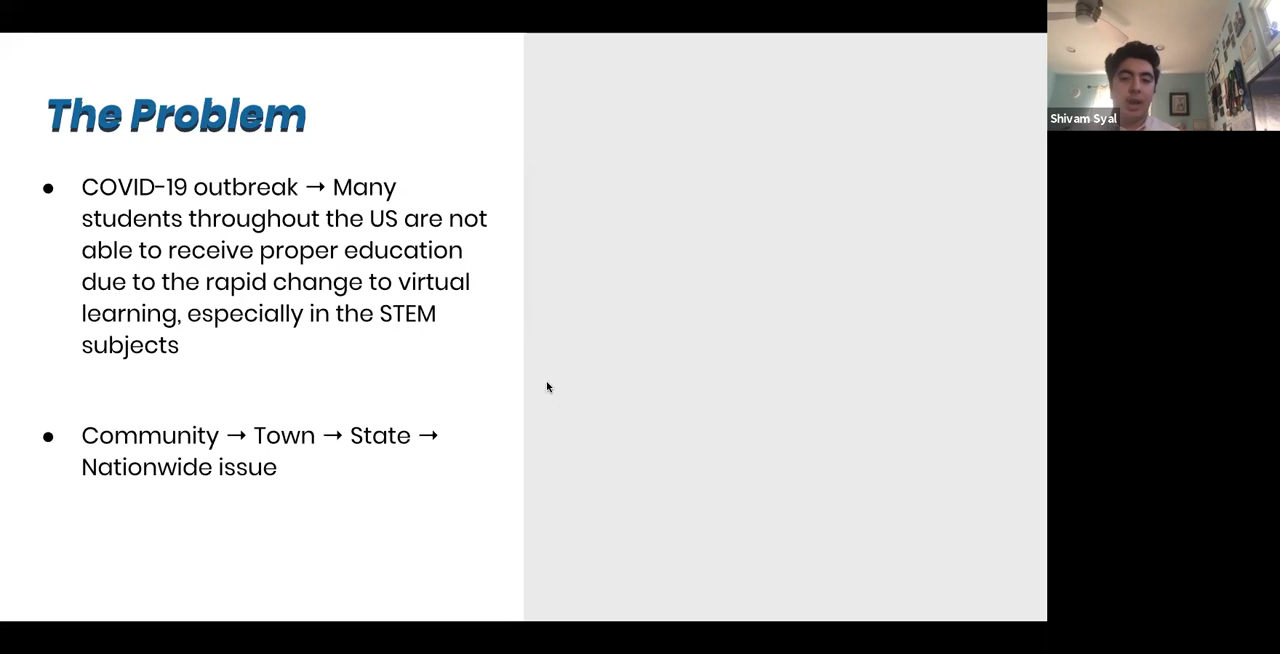 The Problem
● COVID-19 outbreak → Many
students throughout the US are not
able to receive proper education
due to the rapid change to virtual
learning, especially in the STEM
subjects
● Community → Town → State →
Nationwide issue
Shivam Syal